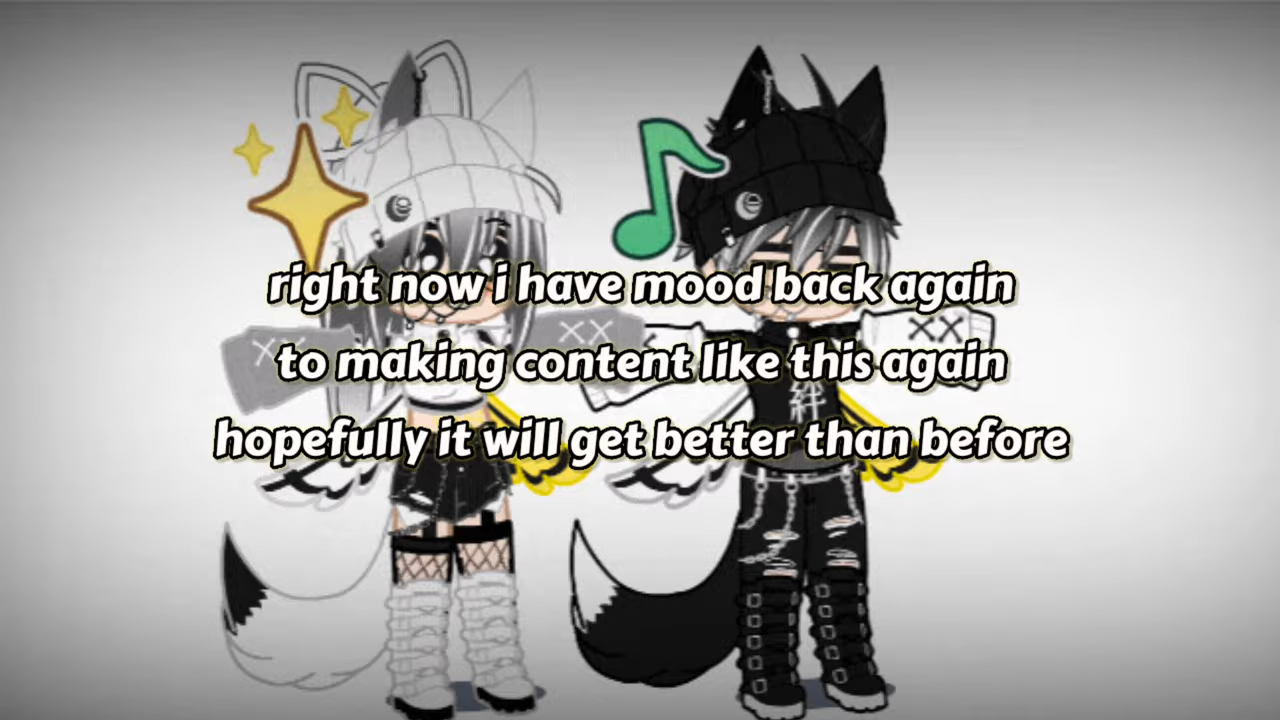 right now i have mood back again
to making content like this again
hopefully it will get better than before
絆